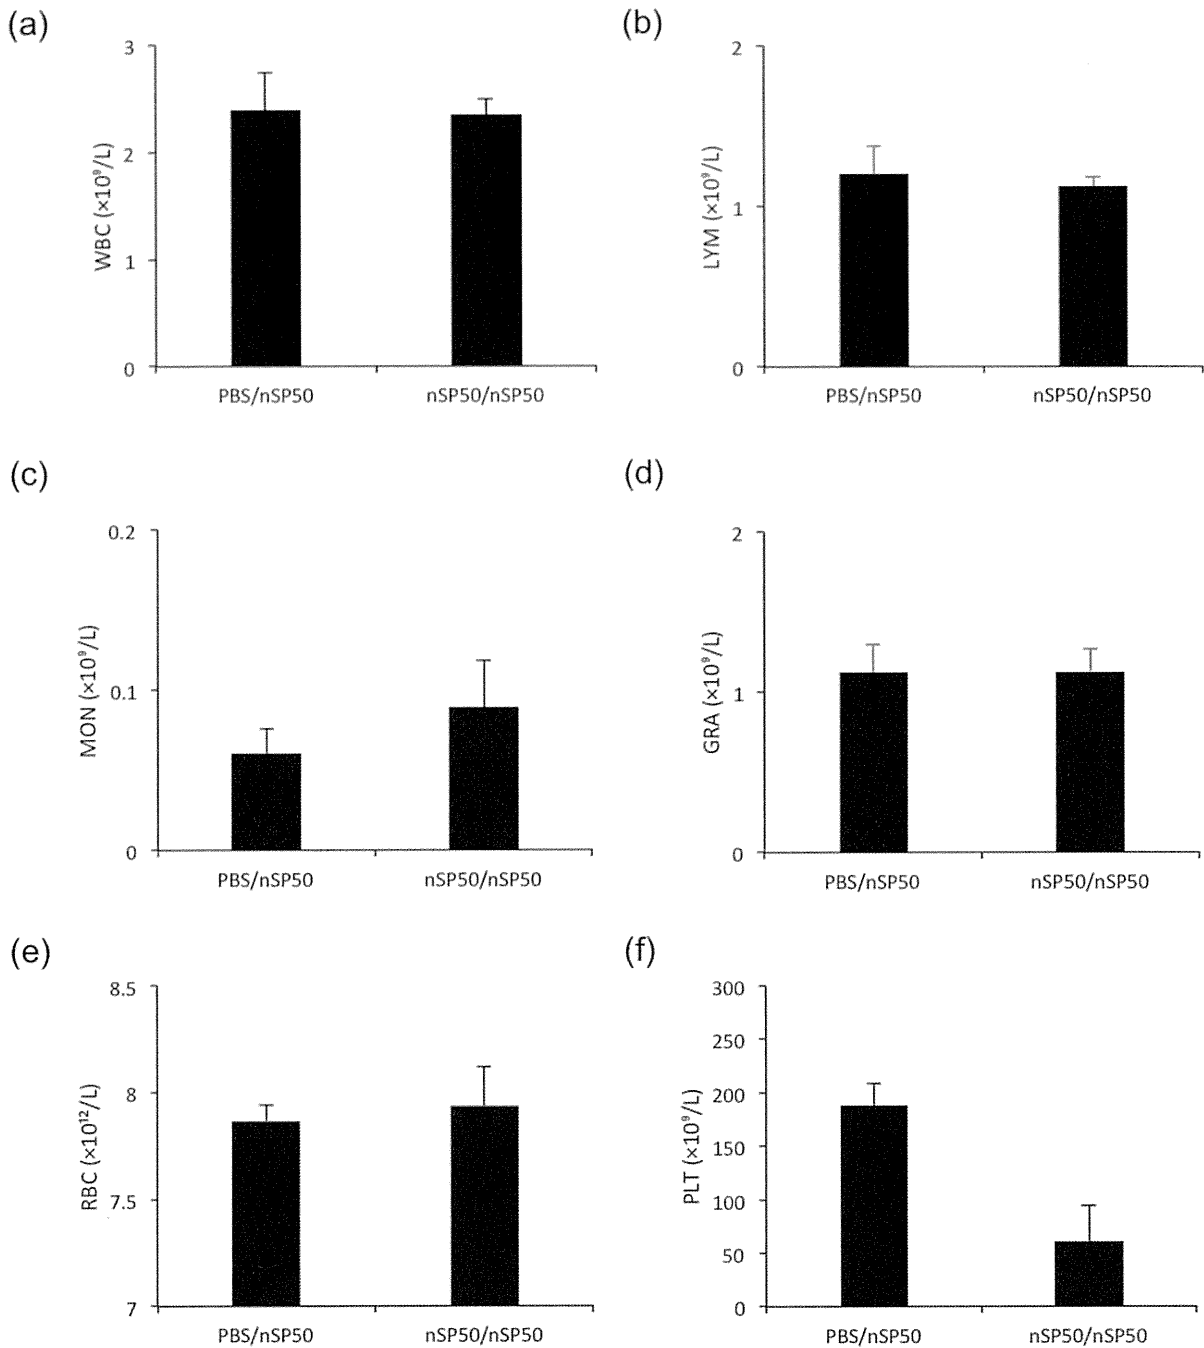 (a)
3
2
1
0
WBC (×10⁹/L)
PBS/nSP50
nSP50/nSP50
(b)
2
1
0
LYM (×10⁹/L)
PBS/nSP50
nSP50/nSP50
(c)
0.2
0.1
0
MON (×10⁹/L)
PBS/nSP50
nSP50/nSP50
(d)
2
1
0
GRA (×10⁹/L)
PBS/nSP50
nSP50/nSP50
(e)
8.5
8
7.5
7
RBC (×10¹²/L)
PBS/nSP50
nSP50/nSP50
(f)
300
250
200
150
100
50
0
PLT (×10⁹/L)
PBS/nSP50
nSP50/nSP50